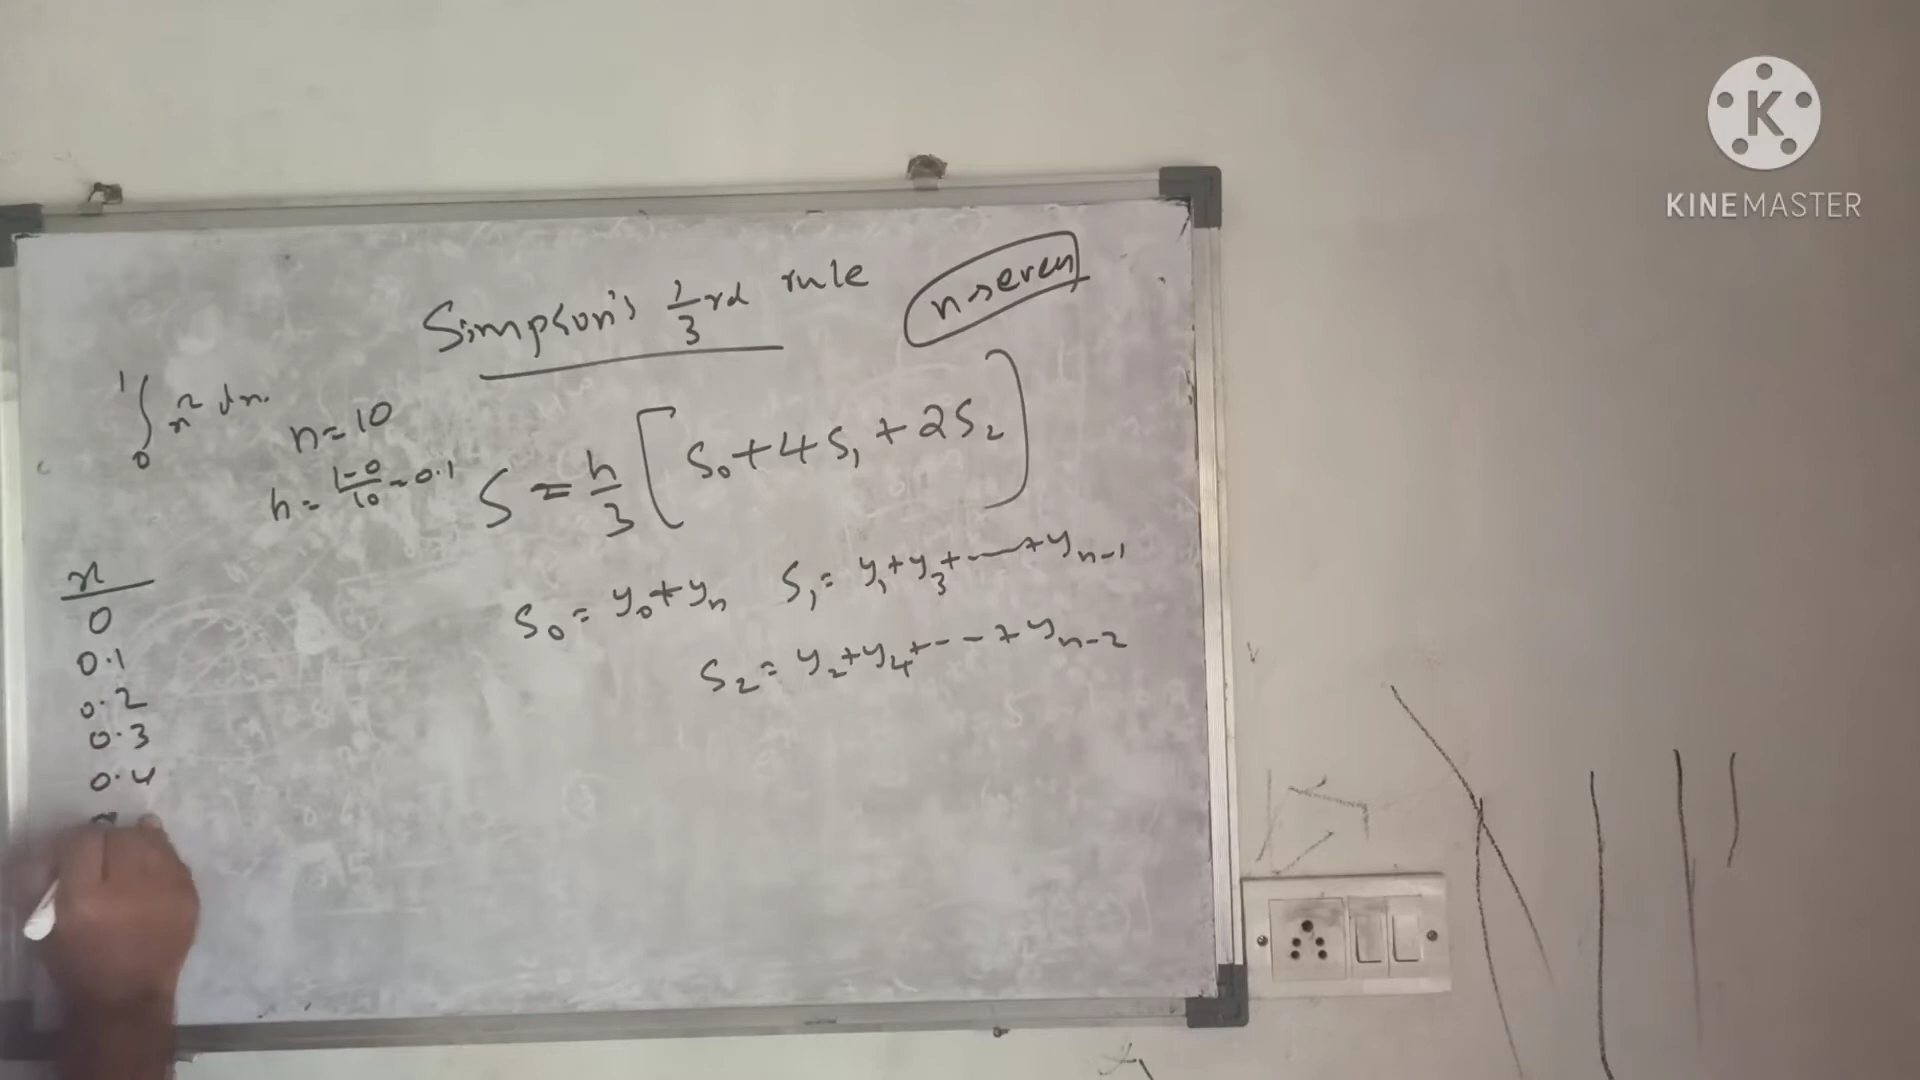 Simpson's 1/3 rd rule
n→even
1∫0 x² dx.
n=10
h = 1-0/10 = 0.1
S = h/3 [S₀+4S₁+2S₂]
S₀ = y₀+yₙ S₁ = y₁+y₃+----+yₙ₋₁
S₂ = y₂+y₄+---+yₙ₋₂
x
0
0.1
0.2
0.3
0.4
K
KINEMASTER